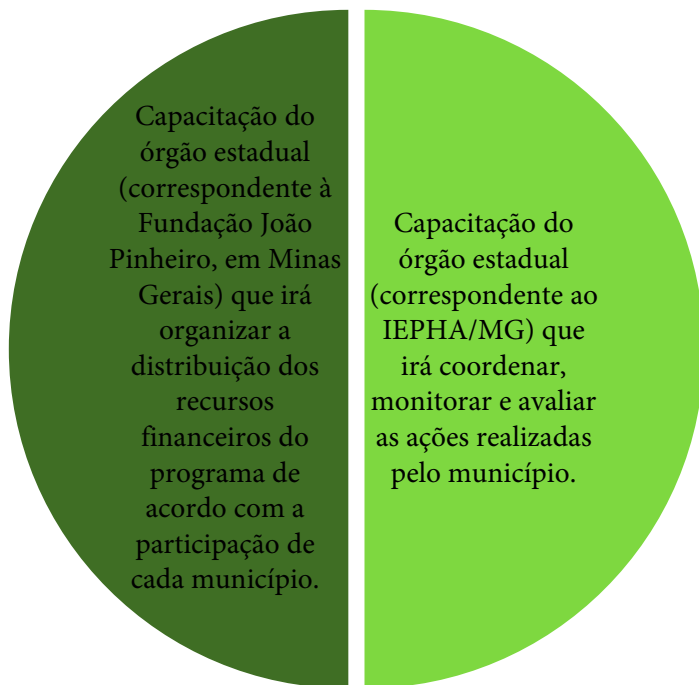 Capacitação do
órgão estadual
(correspondente à
Fundação João
Pinheiro, em Minas
Gerais) que irá
organizar a
distribuição dos
recursos
financeiros do
programa de
acordo com a
participação de
cada município.
Capacitação do
órgão estadual
(correspondente ao
IEPHA/MG) que
irá coordenar,
monitorar e avaliar
as ações realizadas
pelo município.